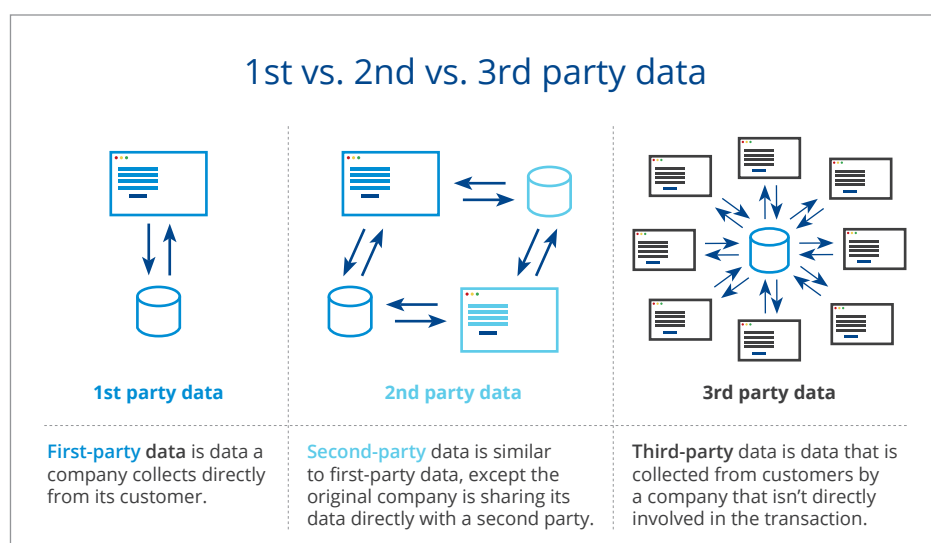 1st vs. 2nd vs. 3rd party data
1st party data
First-party data is data a
company collects directly
from its customer.
2nd party data
Second-party data is similar
to first-party data, except the
original company is sharing its
data directly with a second party.
3rd party data
Third-party data is data that is
collected from customers by
a company that isn’t directly
involved in the transaction.